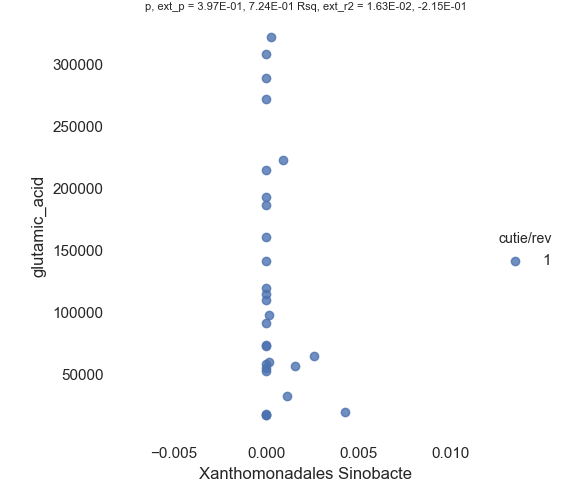 p, ext_p = 3.97E-01, 7.24E-01 Rsq, ext_r2 = 1.63E-02, -2.15E-01
300000
250000
200000
150000
100000
50000
glutamic_acid
cutie/rev
1
−0.005
0.000
0.005
0.010
Xanthomonadales Sinobacte